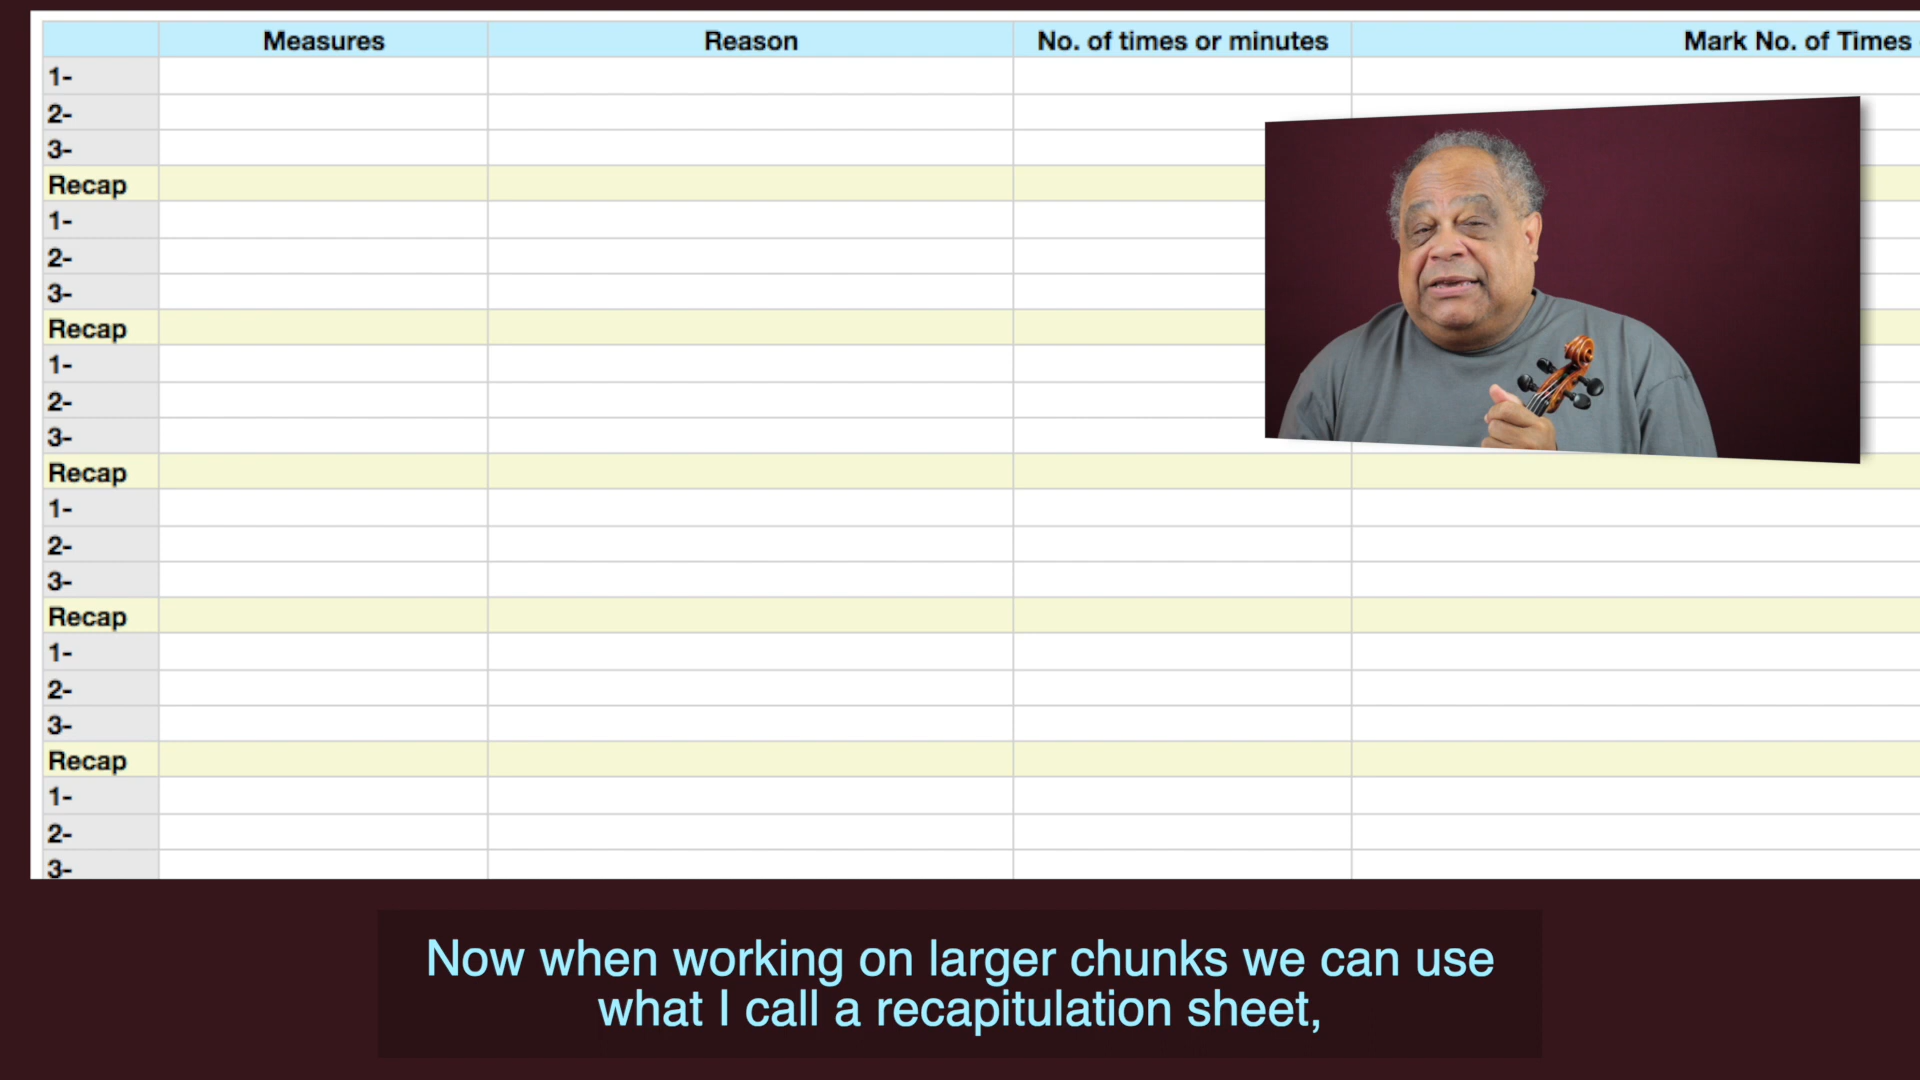 Measures Reason No. of times or minutes Mark No. of Times
1-
2-
3-
Recap
1-
2-
3-
Recap
1-
2-
3-
Recap
1-
2-
3-
Recap
1-
2-
3-
Recap
1-
2-
3-
Now when working on larger chunks we can use
what I call a recapitulation sheet,